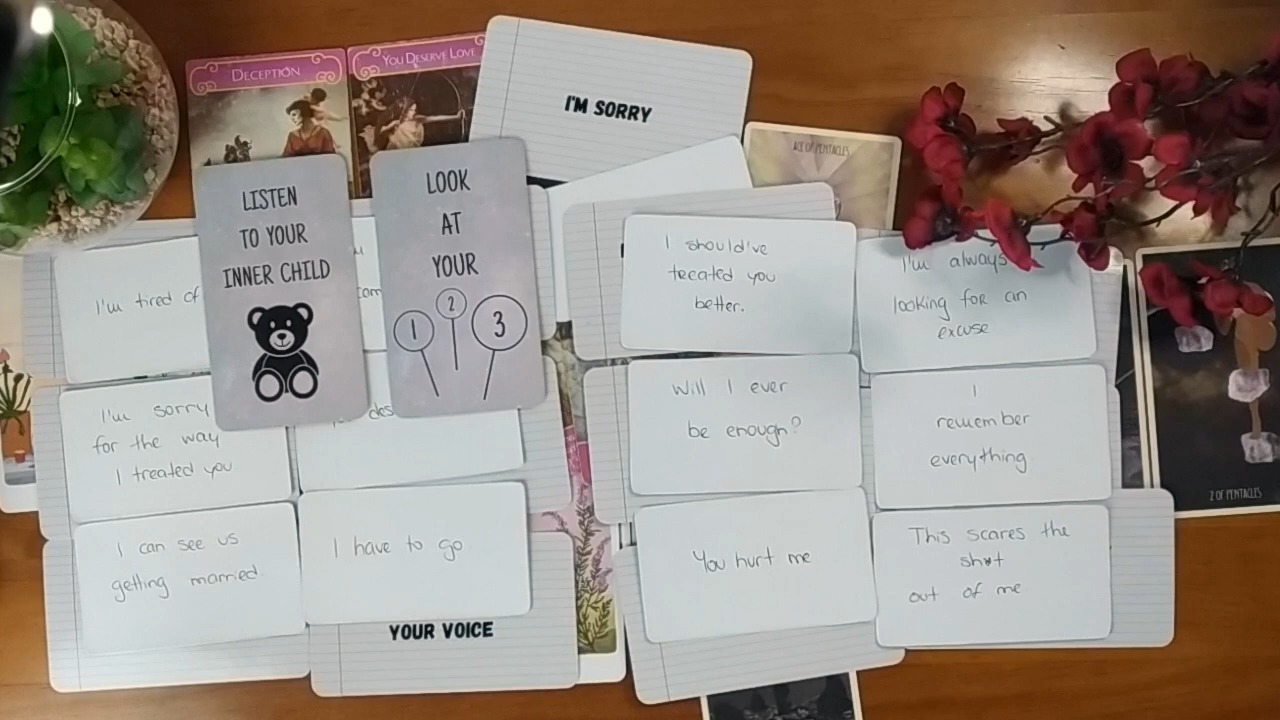 DECEPTION
YOU DESERVE LOVE
I'M SORRY
ACE OF PENTACLES
LISTEN
TO YOUR
INNER CHILD
LOOK
AT
YOUR
1
2
3
I'm tired of
I'm sorry
for the way
I treated you
I can see us
getting married
I have to go
YOUR VOICE
I should've
treated you
better.
I'm always
looking for an
excuse
Will I ever
be enough?
I
remember
everything
You hurt me
This scares the
sh*t
out of me
2 OF PENTACLES